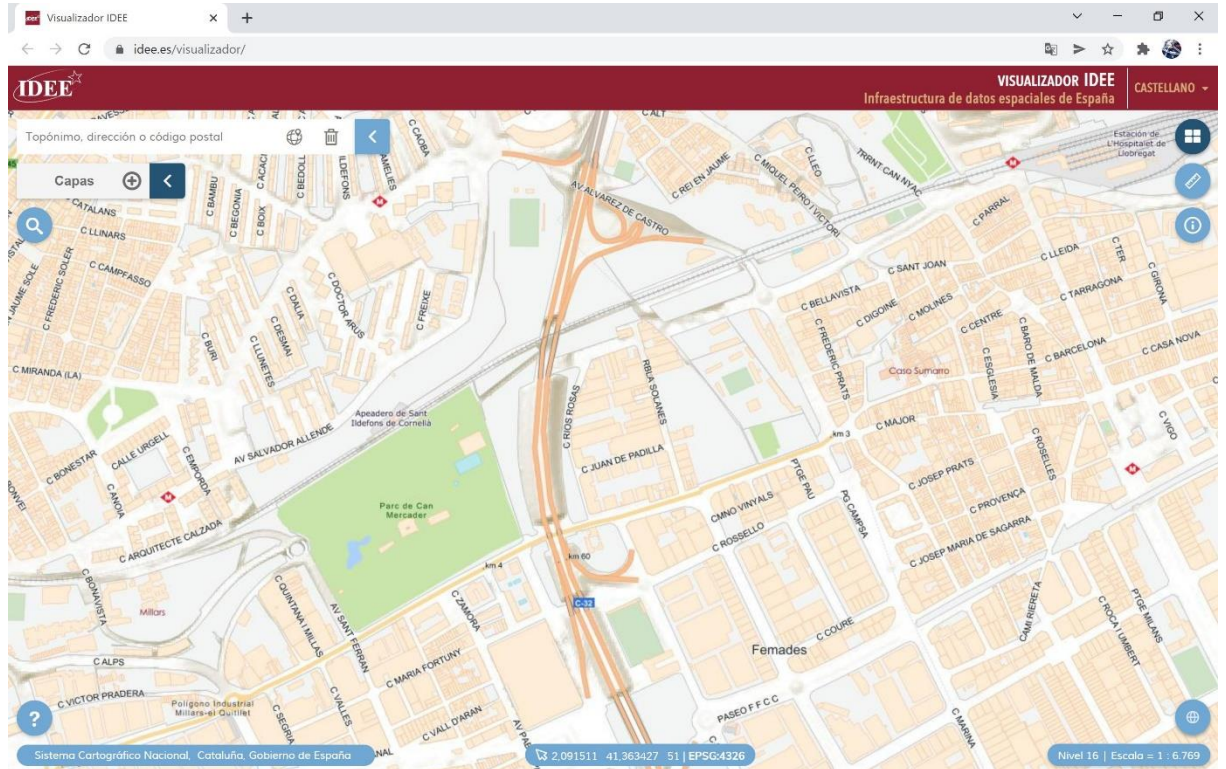 Visualizador IDEE
idee.es/visualizador/
IDEE
VISUALIZADOR IDEE
Infraestructura de datos espaciales de España
CASTELLANO
Topónimo, dirección o código postal
Capas
C CACOBA
C ALT
Estación de
L'Hospitalet de
Llobregat
C BAMBU
C BEGONIA
C BOIX
C BEDOLL
AV ALVAREZ DE CASTRO
C REI EN JAUME
C MIQUEL PEIRO I VICTORI
C LLEO
TRRNT CAN NYAC
C PARRAL
CATALANS
C LLINARS
C CAMPFASSO
C FREDERIC SOLER
JAUME SOLE
C DALIA
C DESMAI
C LLUNETES
C BURI
C DOCTOR ARUS
C FREIXE
C LLEIDA
C TER
C GIRONA
C TARRAGONA
C SANT JOAN
C BELLAVISTA
C DIGOINE
C MOLINES
C CENTRE
C FREDERIC PRATS
C BARO DE MALDA
C ESGLESIA
C BARCELONA
C CASA NOVA
Caso Sumarro
C MIRANDA (LA)
Apeadero de Sant
Ildefons de Cornellà
C RIOS ROSAS
RBLA SOLANES
C JUAN DE PADILLA
C MAJOR
km 3
C VIGO
C ROSELLES
C BONESTAR
CALLE URGELL
C EMPORDA
C ANOIA
AV SALVADOR ALLENDE
Parc de Can
Mercader
C ARQUITECTE CALZADA
C JOSEP PRATS
C PROVENÇA
C JOSEP MARIA DE SAGARRA
PTGE PAU
PG CAMPSA
CMNO VINYALS
C ROSSELLO
km 60
km 4
C-32
C BONAVISTA
Millars
C QUINTANA I MILLAS
AV SANT FERRAN
C ZAMORA
C MARIA FORTUNY
C ALPS
C VICTOR PRADERA
Polígono Industrial
Millars-el Quitllet
C SEGRIA
C VALLES
C VALL D'ARAN
Femades
C COURE
PASEO F F C C
C MARINA
CAMI RIERETA
C ROCA I UMBERT
PTGE MILANS
?
Sistema Cartográfico Nacional, Cataluña, Gobierno de España
2,091511 41,363427 51 | EPSG:4326
Nivel 16 | Escala = 1 : 6.769